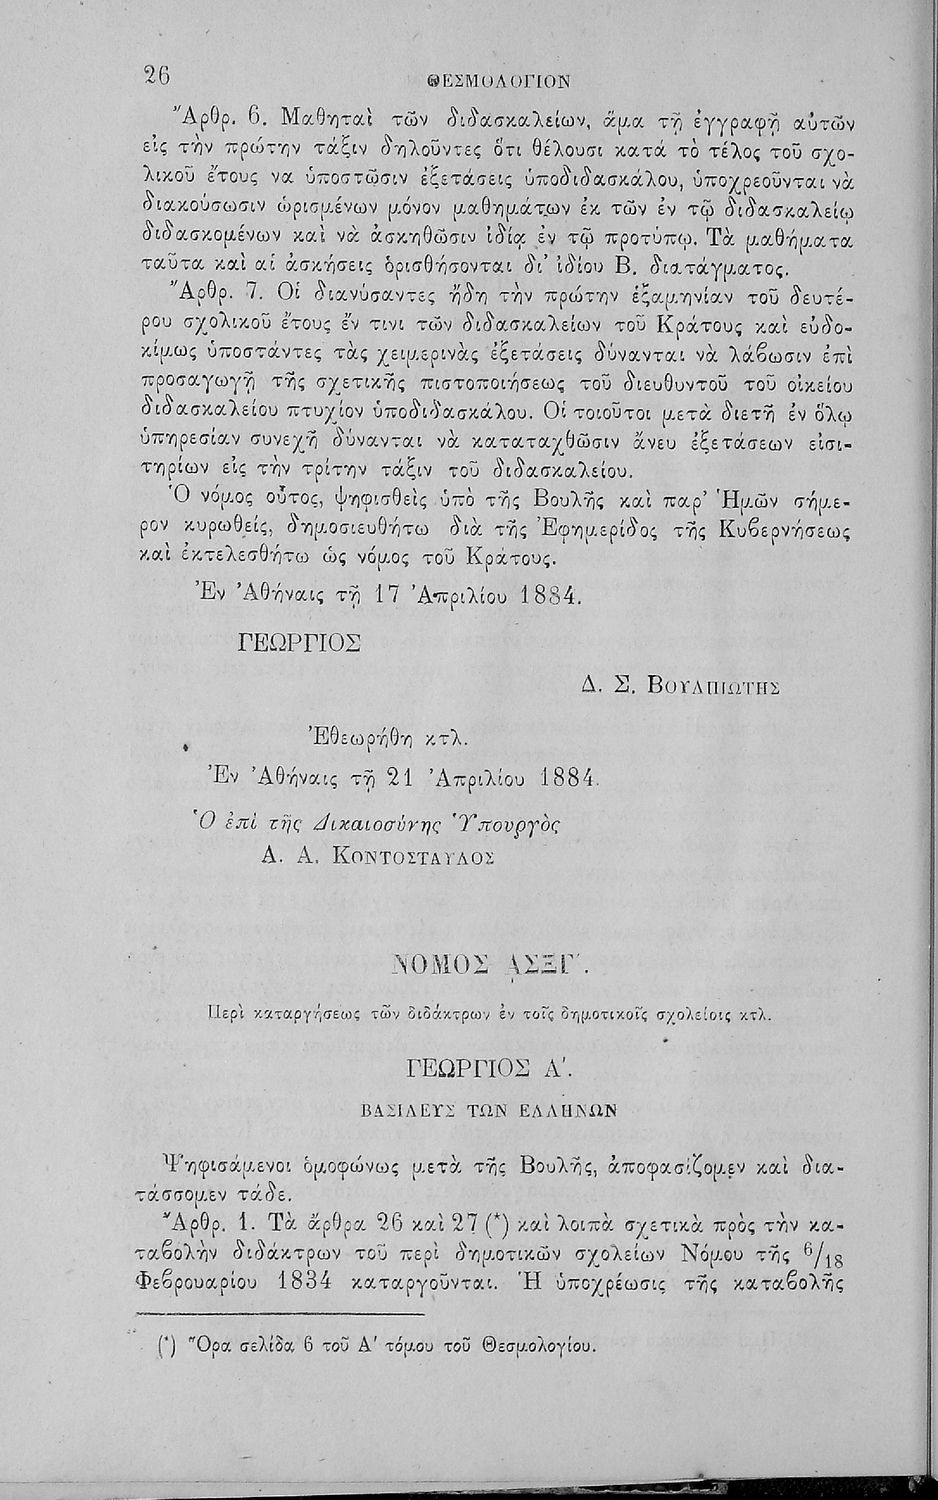 26
ΘΕΣΜΟΛΟΓΙΟΝ
Ἄρθρ. 6. Μαθηταὶ τῶν διδασκαλείων, ἅμα τῇ ἐγγραφῇ αὐτῶν
εἰς τὴν πρώτην τάξιν δηλοῦντες ὅτι θέλουσι κατὰ τὸ τέλος τοῦ σχο-
λικοῦ ἔτους να ὑποστῶσιν ἐξετάσεις ὑποδιδασκάλου, ὑποχρεοῦνται νὰ
διακούσωσιν ὡρισμένων μόνον μαθημάτων ἐκ τῶν ἐν τῷ διδασκαλείῳ
διδασκομένων καὶ νὰ ἀσκηθῶσιν ἰδίᾳ ἐν τῷ προτύπῳ. Τὰ μαθήματα
ταῦτα καὶ αἱ ἀσκήσεις ὁρισθήσονται δι’ ἰδίου Β. διατάγματος.
Ἄρθρ. 7. Οἱ διανύσαντες ἤδη τὴν πρώτην ἑξαμηνίαν τοῦ δευτέ-
ρου σχολικοῦ ἔτους ἔν τινι τῶν διδασκαλείων τοῦ Κράτους καὶ εὐδο-
κίμως ὑποστάντες τὰς χειμερινὰς ἐξετάσεις δύνανται νὰ λάβωσιν ἐπὶ
προσαγωγῇ τῆς σχετικῆς πιστοποιήσεως τοῦ διευθυντοῦ τοῦ οἰκείου
διδασκαλείου πτυχίον ὑποδιδασκάλου. Οἱ τοιοῦτοι μετὰ διετῆ ἐν ὅλῳ
ὑπηρεσίαν συνεχῆ δύνανται νὰ καταταχθῶσιν ἄνευ ἐξετάσεων εἰσι-
τηρίων εἰς τὴν τρίτην τάξιν τοῦ διδασκαλείου.
Ὁ νόμος οὗτος, ψηφισθεὶς ὑπὸ τῆς Βουλῆς καὶ παρ’ Ἡμῶν σήμε-
ρον κυρωθείς, δημοσιευθήτω διὰ τῆς Ἐφημερίδος τῆς Κυβερνήσεως
καὶ ἐκτελεσθήτω ὡς νόμος τοῦ Κράτους.
Ἐν Ἀθήναις τῇ 17 Ἀπριλίου 1884.
ΓΕΩΡΓΙΟΣ
Δ. Σ. ΒΟΥΛΠΙΩΤΗΣ
Ἐθεωρήθη κτλ.
Ἐν Ἀθήναις τῇ 21 Ἀπριλίου 1884.
Ὁ ἐπὶ τῆς Δικαιοσύνης Ὑπουργὸς
Α. Α. ΚΟΝΤΟΣΤΑΥΛΟΣ
ΝΟΜΟΣ ͵ΑΣΞΓʹ.
Περὶ καταργήσεως τῶν διδάκτρων ἐν τοῖς δημοτικοῖς σχολείοις κτλ.
ΓΕΩΡΓΙΟΣ Α΄.
ΒΑΣΙΛΕΥΣ ΤΩΝ ΕΛΛΗΝΩΝ
Ψηφισάμενοι ὁμοφώνως μετὰ τῆς Βουλῆς, ἀποφασίζομεν καὶ δια-
τάσσομεν τάδε.
Ἄρθρ. 1. Τὰ ἄρθρα 26 καὶ 27 (*) καὶ λοιπὰ σχετικὰ πρὸς τὴν κα-
ταβολὴν διδάκτρων τοῦ περὶ δημοτικῶν σχολείων Νόμου τῆς 6/18
Φεβρουαρίου 1834 καταργοῦνται. Ἡ ὑποχρέωσις τῆς καταβολῆς
(*) Ὅρα σελίδα 6 τοῦ Α΄ τόμου τοῦ Θεσμολογίου.